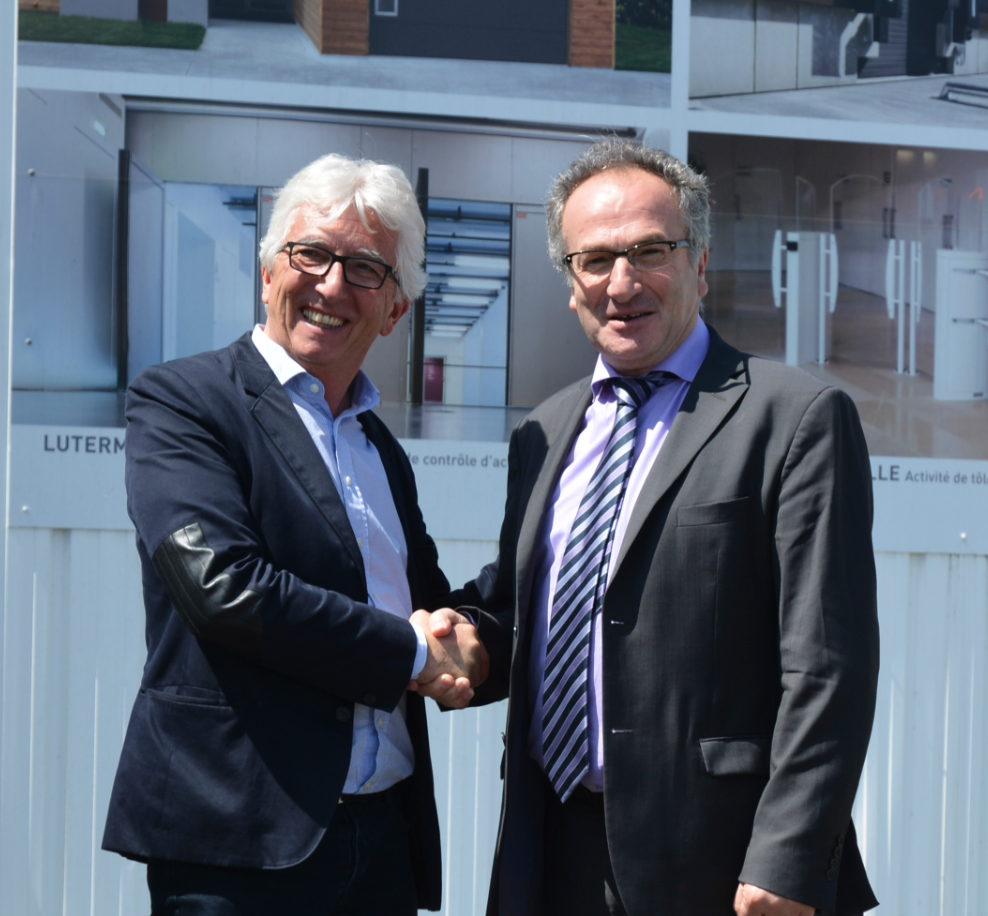 LUTERM
de contrôle d'ac
LLE Activité de tôl